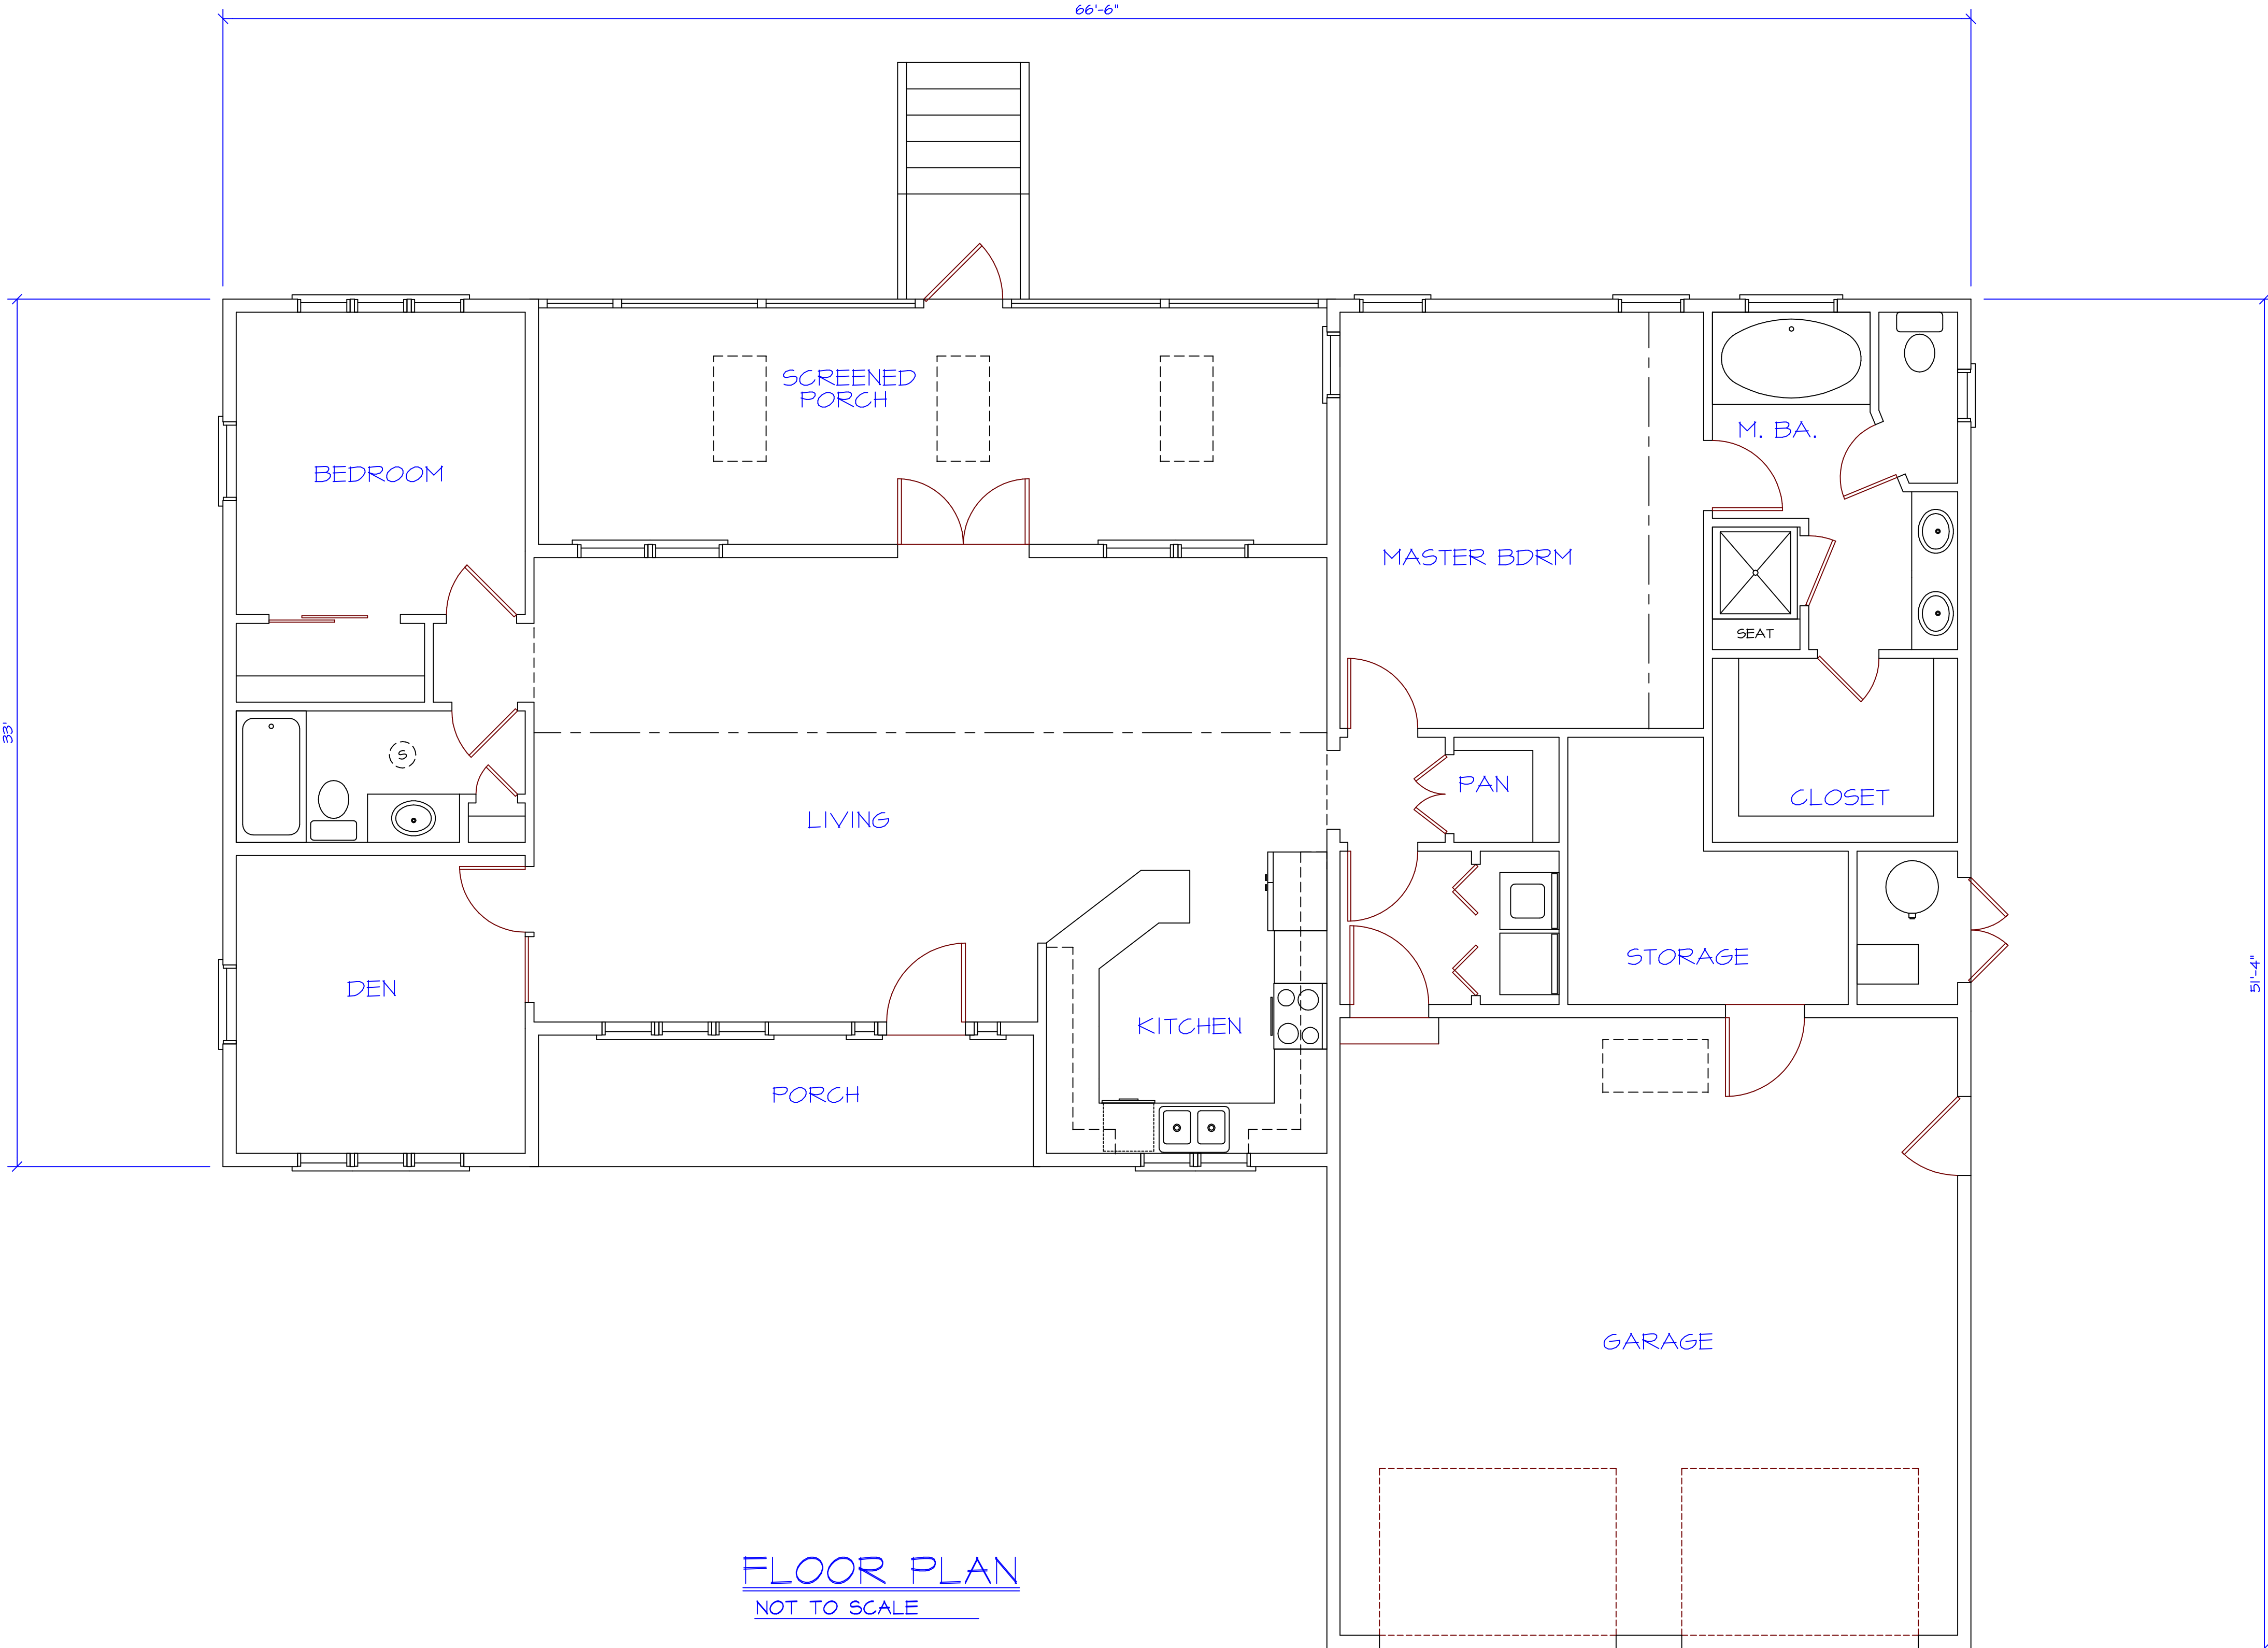 66'-6"
SCREENED
PORCH
M. BA.
BEDROOM
MASTER BDRM
SEAT
33'
S
PAN
CLOSET
LIVING
STORAGE
51'-4"
DEN
KITCHEN
PORCH
GARAGE
FLOOR PLAN
NOT TO SCALE